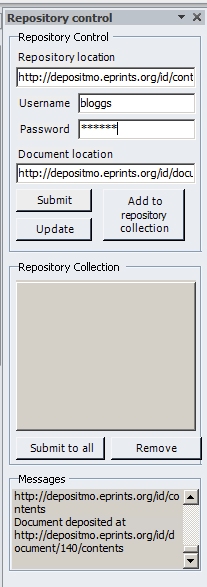 Repository control
Repository Control
Repository location
http://depositmo.eprints.org/id/cont
Username bloggs
Password ******
Document location
http://depositmo.eprints.org/id/docu
Submit
Add to
repository
collection
Update
Repository Collection
Submit to all
Remove
Messages
http://depositmo.eprints.org/id/co
ntents
Document deposited at
http://depositmo.eprints.org/id/d
ocument/140/contents